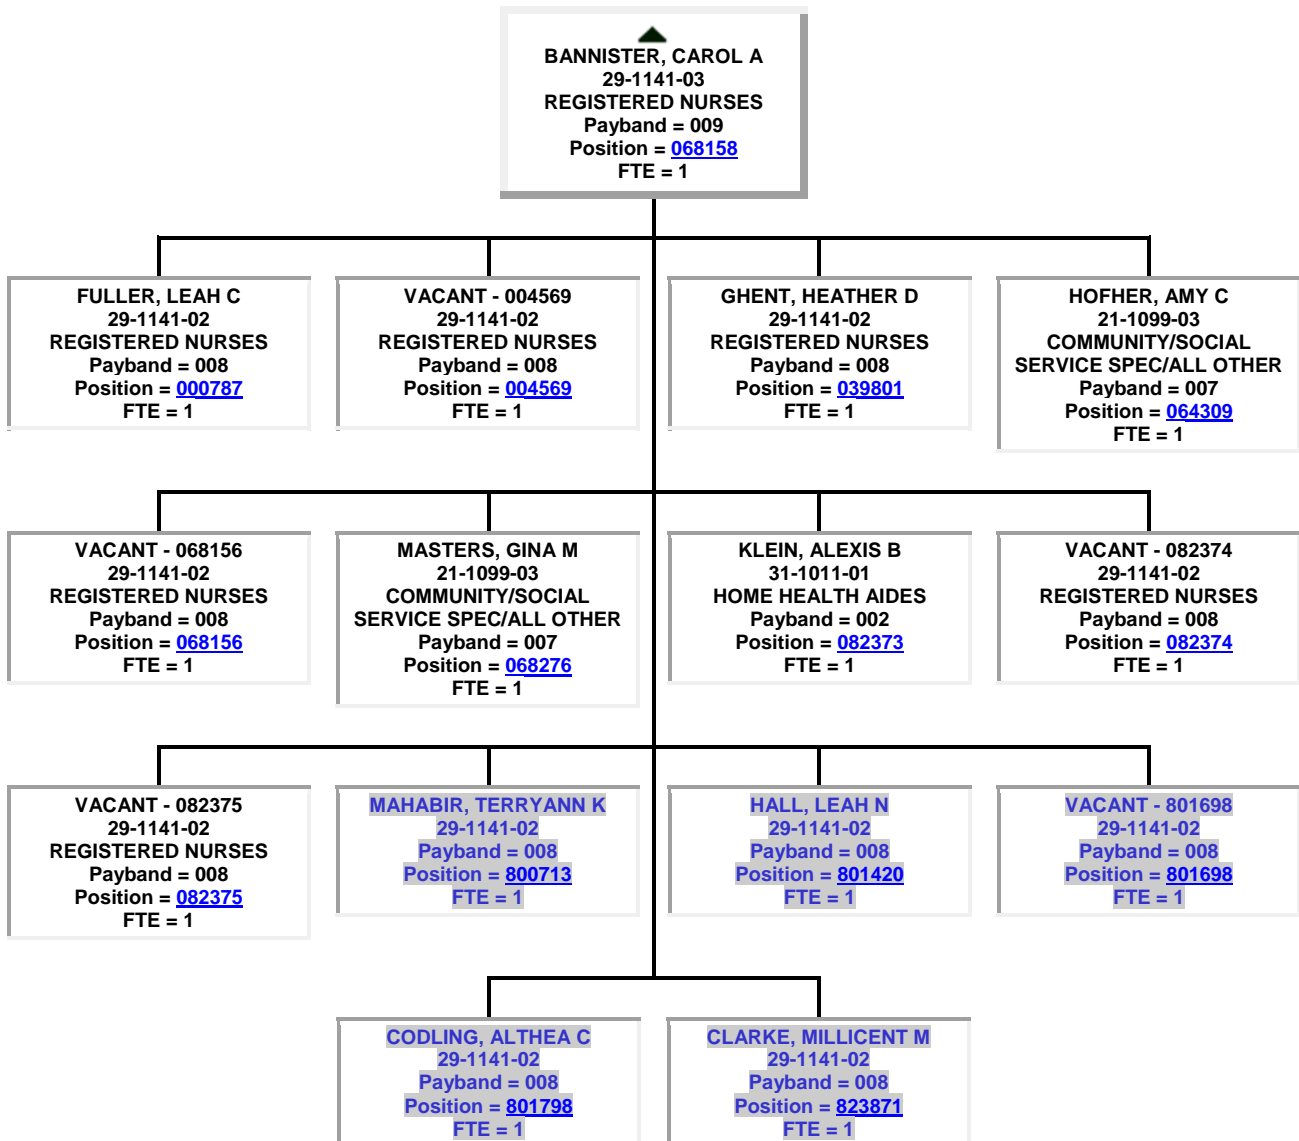 BANNISTER, CAROL A
29-1141-03
REGISTERED NURSES
Payband = 009
Position = 068158
FTE = 1
FULLER, LEAH C
29-1141-02
REGISTERED NURSES
Payband = 008
Position = 000787
FTE = 1
VACANT - 004569
29-1141-02
REGISTERED NURSES
Payband = 008
Position = 004569
FTE = 1
GHENT, HEATHER D
29-1141-02
REGISTERED NURSES
Payband = 008
Position = 039801
FTE = 1
HOFHER, AMY C
21-1099-03
COMMUNITY/SOCIAL
SERVICE SPEC/ALL OTHER
Payband = 007
Position = 064309
FTE = 1
VACANT - 068156
29-1141-02
REGISTERED NURSES
Payband = 008
Position = 068156
FTE = 1
MASTERS, GINA M
21-1099-03
COMMUNITY/SOCIAL
SERVICE SPEC/ALL OTHER
Payband = 007
Position = 068276
FTE = 1
KLEIN, ALEXIS B
31-1011-01
HOME HEALTH AIDES
Payband = 002
Position = 082373
FTE = 1
VACANT - 082374
29-1141-02
REGISTERED NURSES
Payband = 008
Position = 082374
FTE = 1
VACANT - 082375
29-1141-02
REGISTERED NURSES
Payband = 008
Position = 082375
FTE = 1
MAHABIR, TERRYANN K
29-1141-02
Payband = 008
Position = 800713
FTE = 1
HALL, LEAH N
29-1141-02
Payband = 008
Position = 801420
FTE = 1
VACANT - 801698
29-1141-02
Payband = 008
Position = 801698
FTE = 1
CODLING, ALTHEA C
29-1141-02
Payband = 008
Position = 801798
FTE = 1
CLARKE, MILLICENT M
29-1141-02
Payband = 008
Position = 823871
FTE = 1